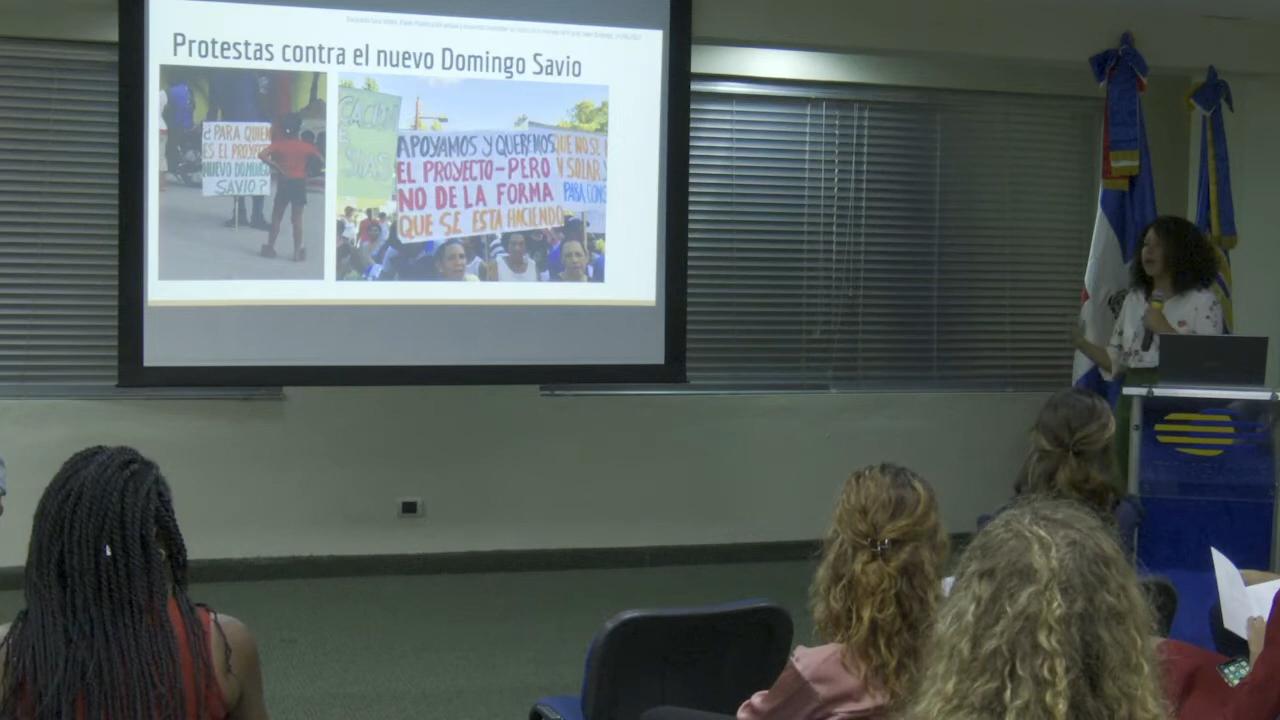 Protestas contra el nuevo Domingo Savio
¿PARA QUIEN
ES EL PROYECTO
NUEVO DOMINGO
SAVIO?
APOYAMOS Y QUEREMOS
EL PROYECTO-PERO
NO DE LA FORMA
QUE SE ESTA HACIENDO
QUE NO SE
SOLAR
PARA